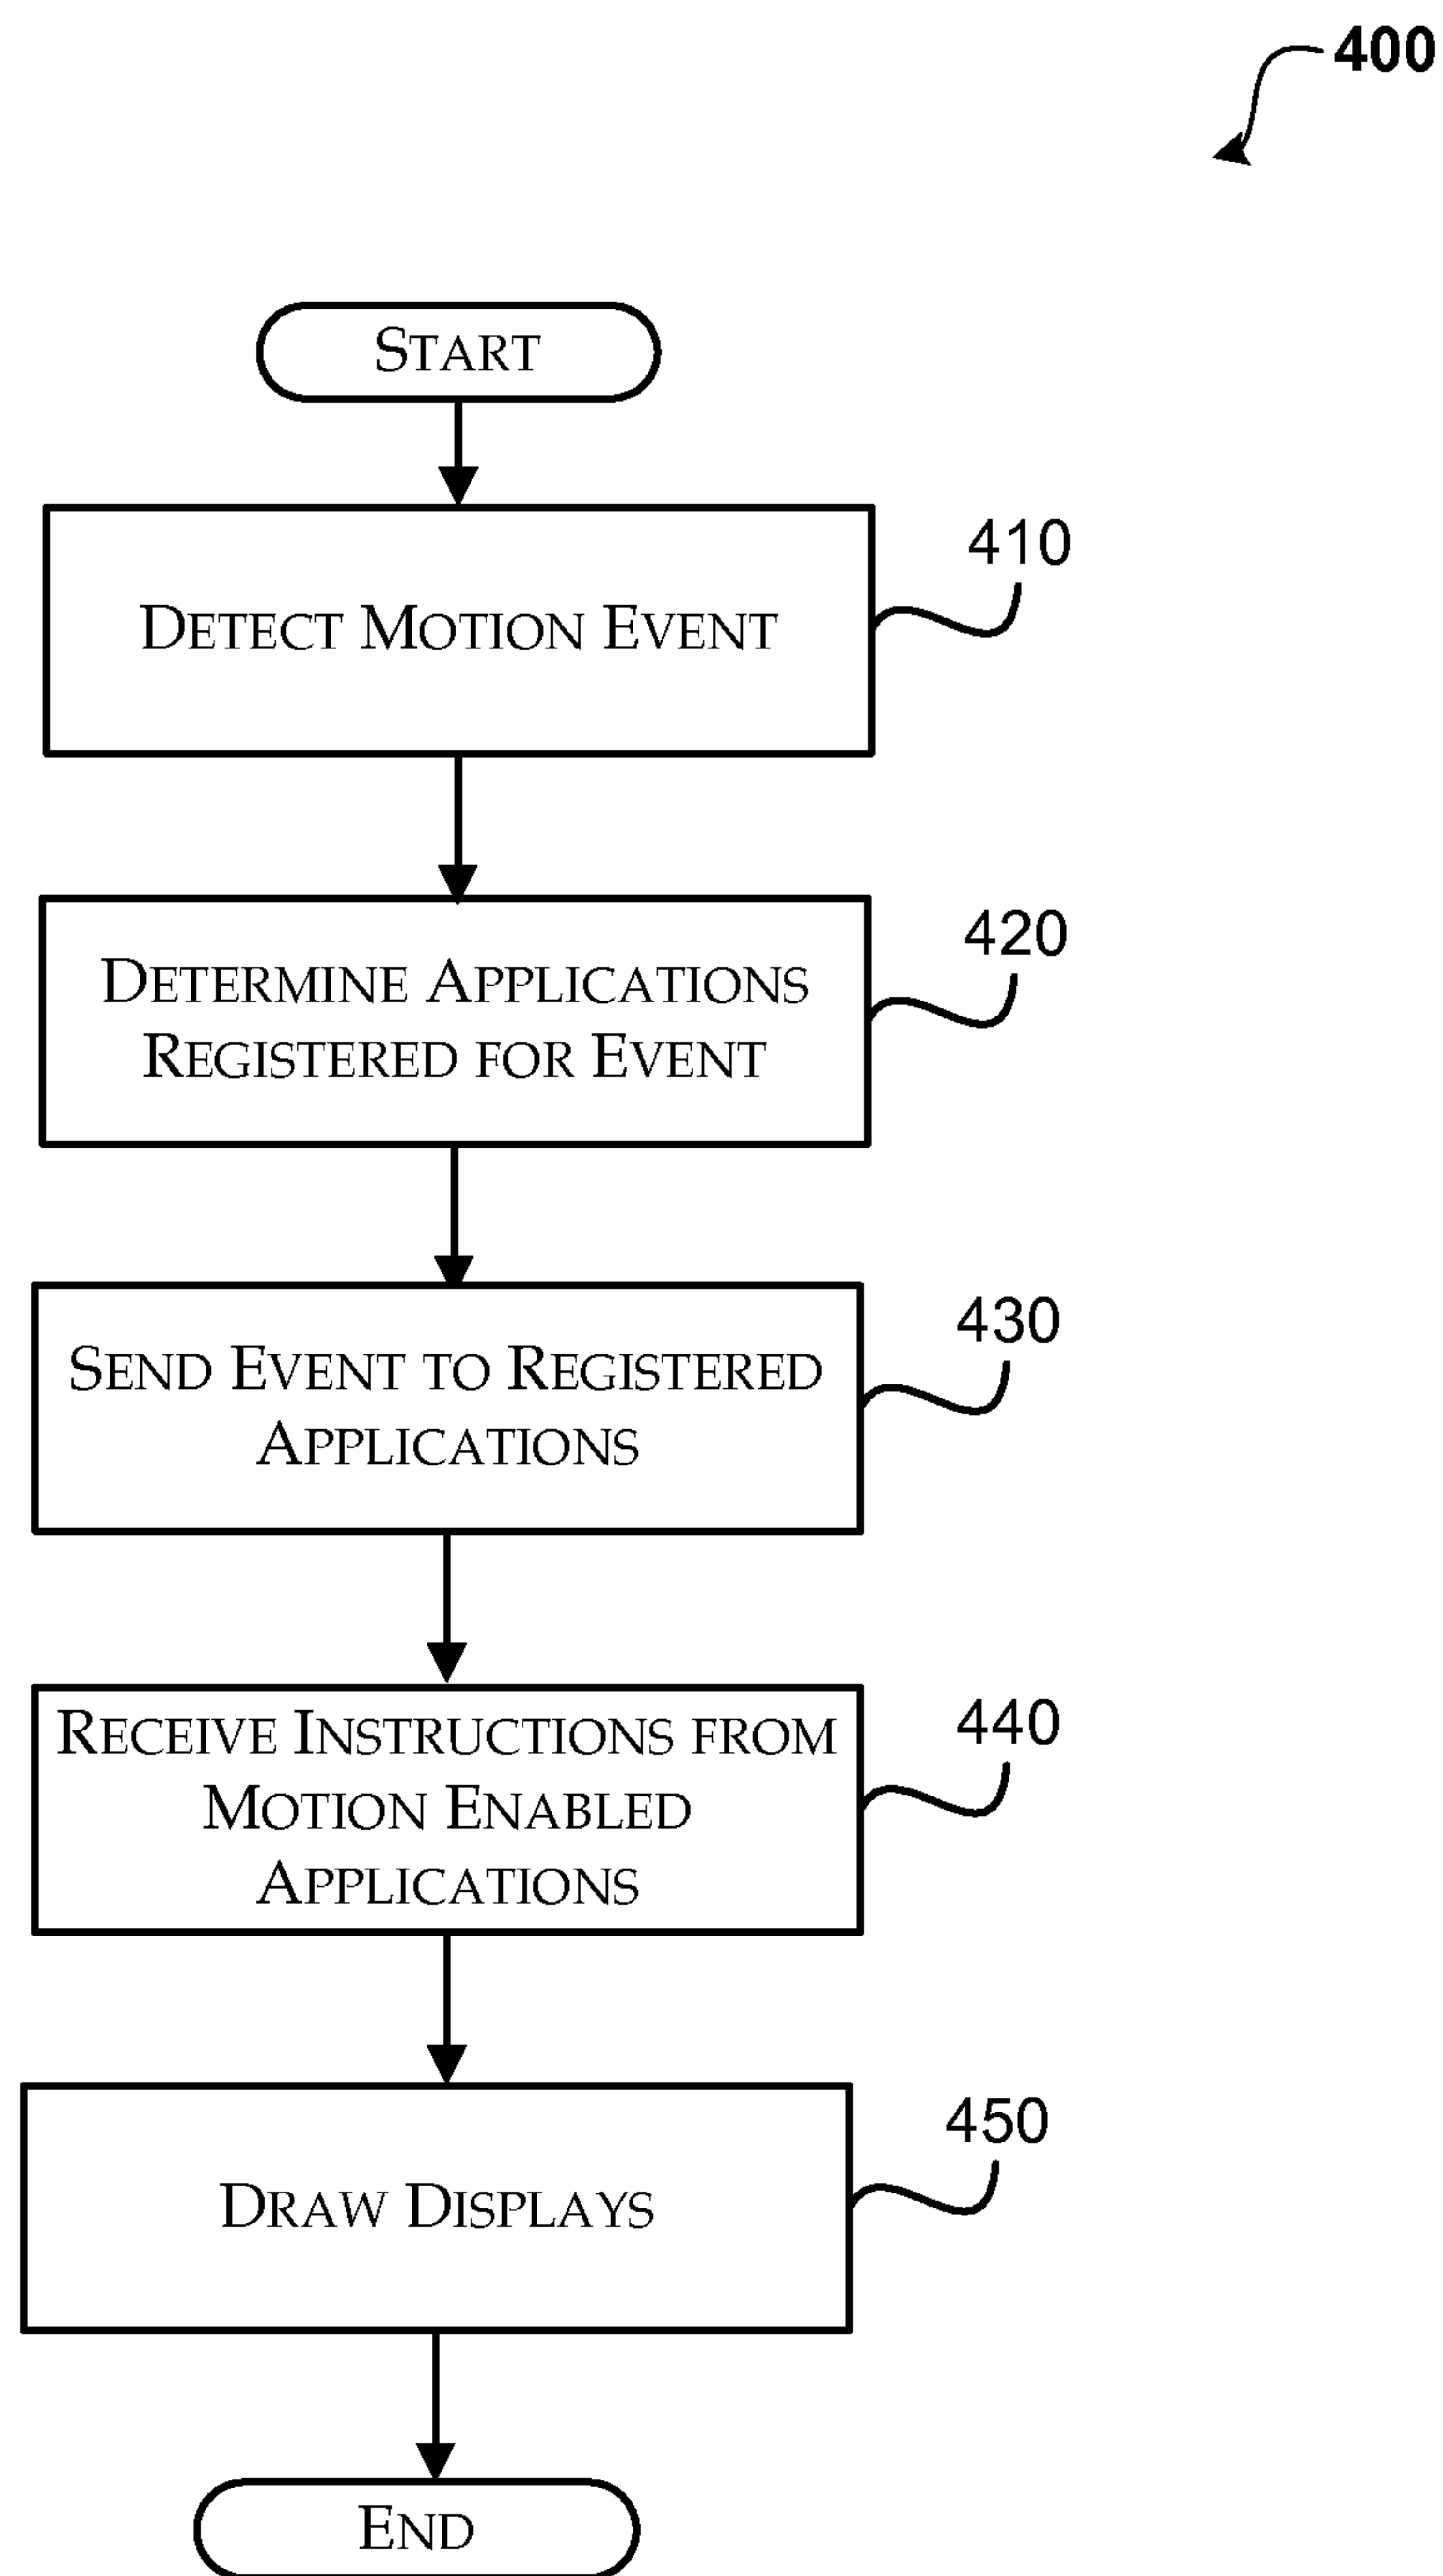 400
START
DETECT MOTION EVENT
410
DETERMINE APPLICATIONS
REGISTERED FOR EVENT
420
SEND EVENT TO REGISTERED
APPLICATIONS
430
RECEIVE INSTRUCTIONS FROM
MOTION ENABLED
APPLICATIONS
440
DRAW DISPLAYS
450
END